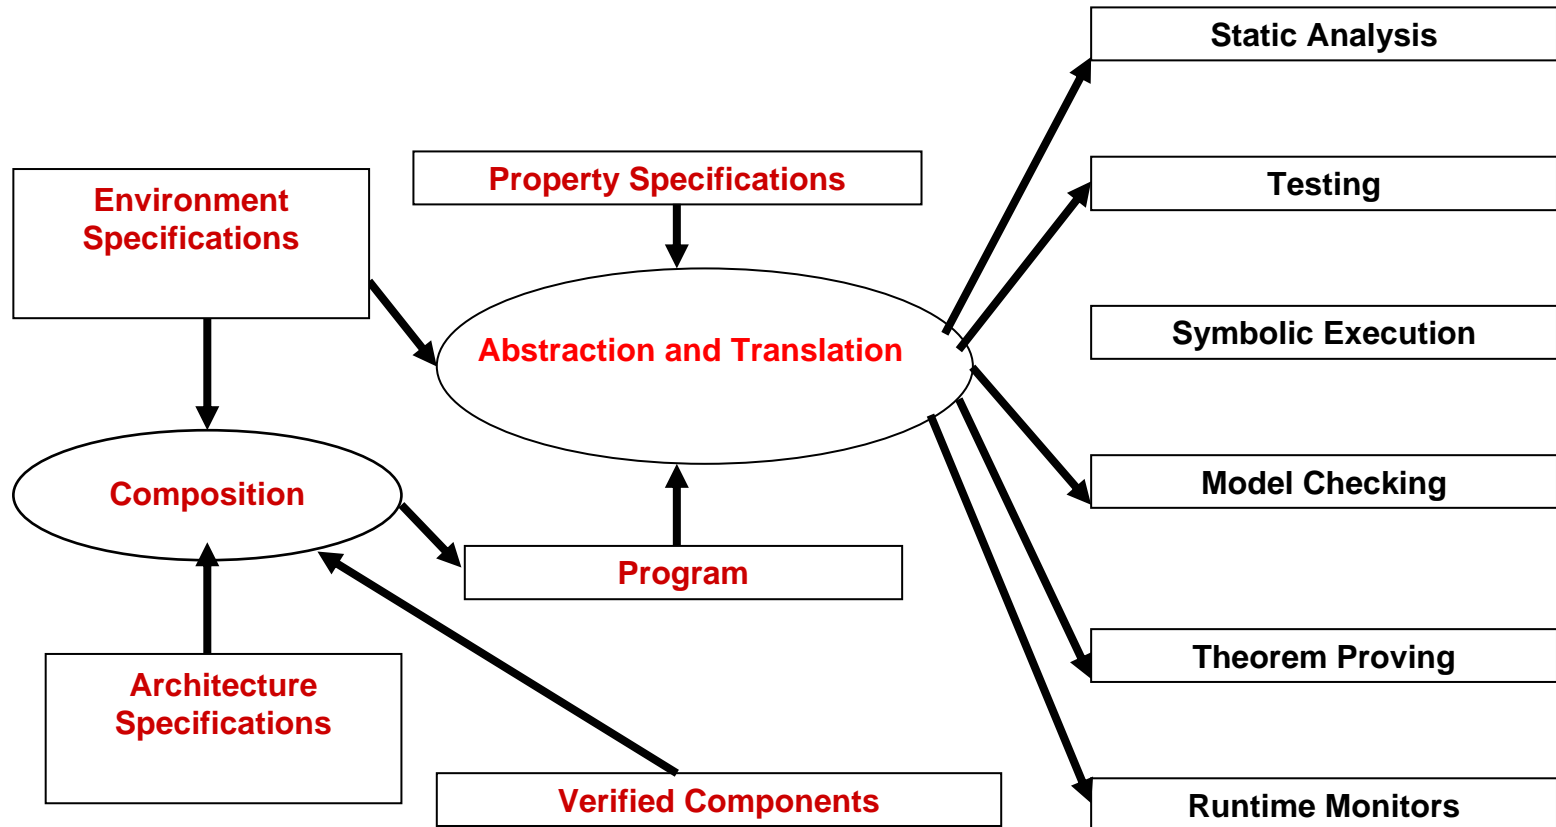 Static Analysis
Property Specifications
Testing
Environment
Specifications
Symbolic Execution
Abstraction and Translation
Model Checking
Composition
Program
Theorem Proving
Architecture
Specifications
Verified Components
Runtime Monitors